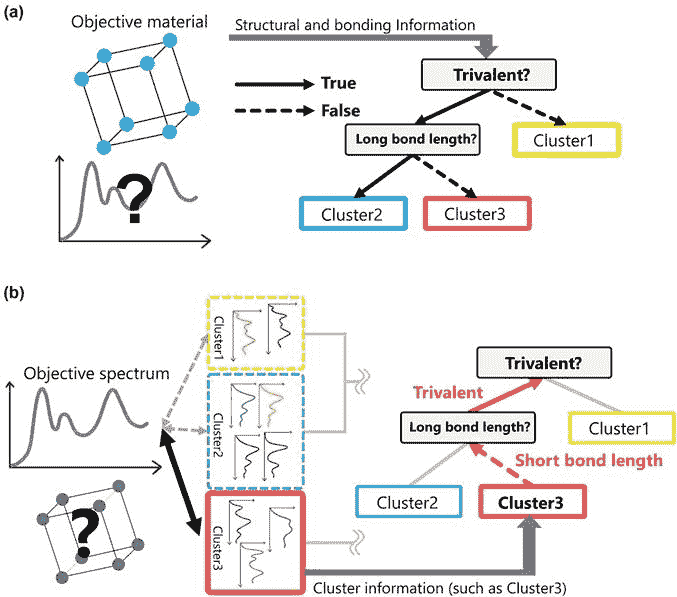 (a)
Objective material
Structural and bonding Information
True
False
Trivalent?
Long bond length?
Cluster1
Cluster2
Cluster3
?
(b)
Objective spectrum
?
Cluster1
Cluster2
Cluster3
Trivalent?
Trivalent
Long bond length?
Cluster1
Short bond length
Cluster2
Cluster3
Cluster information (such as Cluster3)